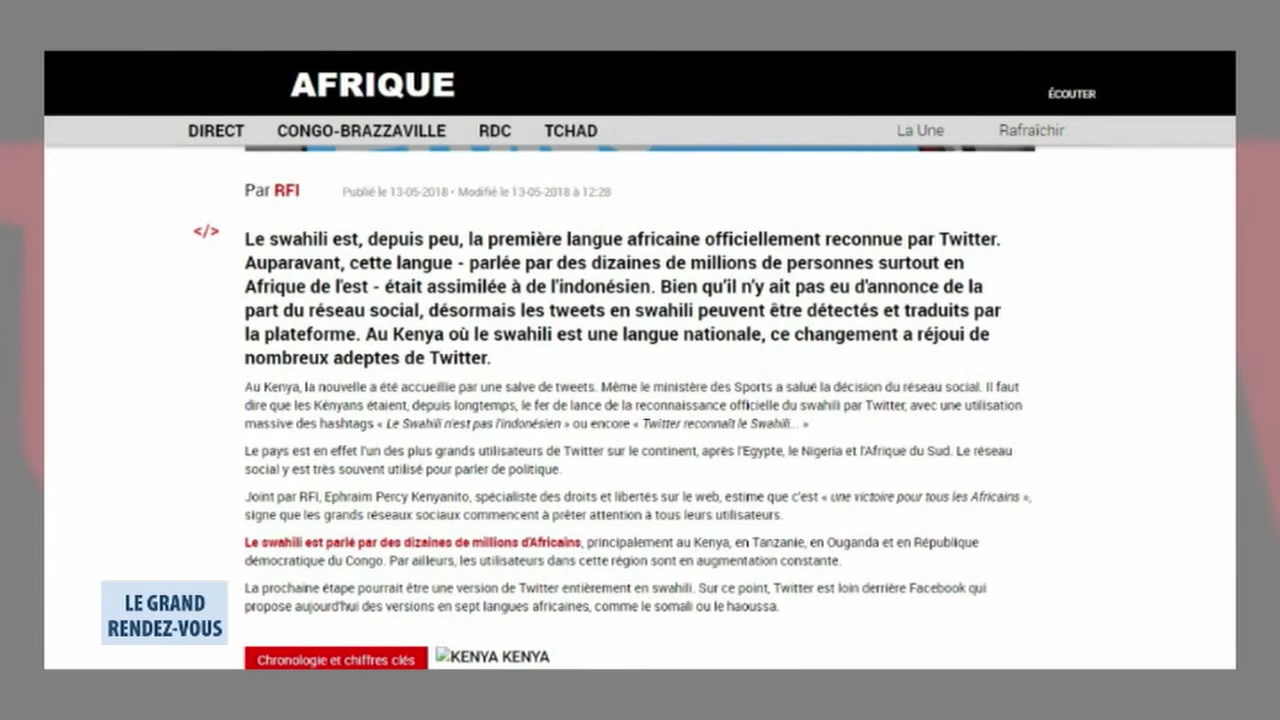 AFRIQUE
ÉCOUTER
DIRECT CONGO-BRAZZAVILLE RDC TCHAD La Une Rafraîchir
Par RFI Publié le 13-05-2018 • Modifié le 13-05-2018 à 12:28
</>
Le swahili est, depuis peu, la première langue africaine officiellement reconnue par Twitter.
Auparavant, cette langue - parlée par des dizaines de millions de personnes surtout en
Afrique de l'est - était assimilée à de l'indonésien. Bien qu'il n'y ait pas eu d'annonce de la
part du réseau social, désormais les tweets en swahili peuvent être détectés et traduits par
la plateforme. Au Kenya où le swahili est une langue nationale, ce changement a réjoui de
nombreux adeptes de Twitter.
Au Kenya, la nouvelle a été accueillie par une salve de tweets. Même le ministère des Sports a salué la décision du réseau social. Il faut
dire que les Kényans étaient, depuis longtemps, le fer de lance de la reconnaissance officielle du swahili par Twitter, avec une utilisation
massive des hashtags « Le Swahili n'est pas l'indonésien » ou encore « Twitter reconnaît le Swahili... »
Le pays est en effet l'un des plus grands utilisateurs de Twitter sur le continent, après l'Egypte, le Nigeria et l'Afrique du Sud. Le réseau
social y est très souvent utilisé pour parler de politique.
Joint par RFI, Ephraim Percy Kenyanito, spécialiste des droits et libertés sur le web, estime que c'est « une victoire pour tous les Africains »,
signe que les grands réseaux sociaux commencent à prêter attention à tous leurs utilisateurs.
Le swahili est parlé par des dizaines de millions d'Africains, principalement au Kenya, en Tanzanie, en Ouganda et en République
démocratique du Congo. Par ailleurs, les utilisateurs dans cette région sont en augmentation constante.
La prochaine étape pourrait être une version de Twitter entièrement en swahili. Sur ce point, Twitter est loin derrière Facebook qui
propose aujourd'hui des versions en sept langues africaines, comme le somali ou le haoussa.
LE GRAND
RENDEZ-VOUS
Chronologie et chiffres clés KENYA KENYA